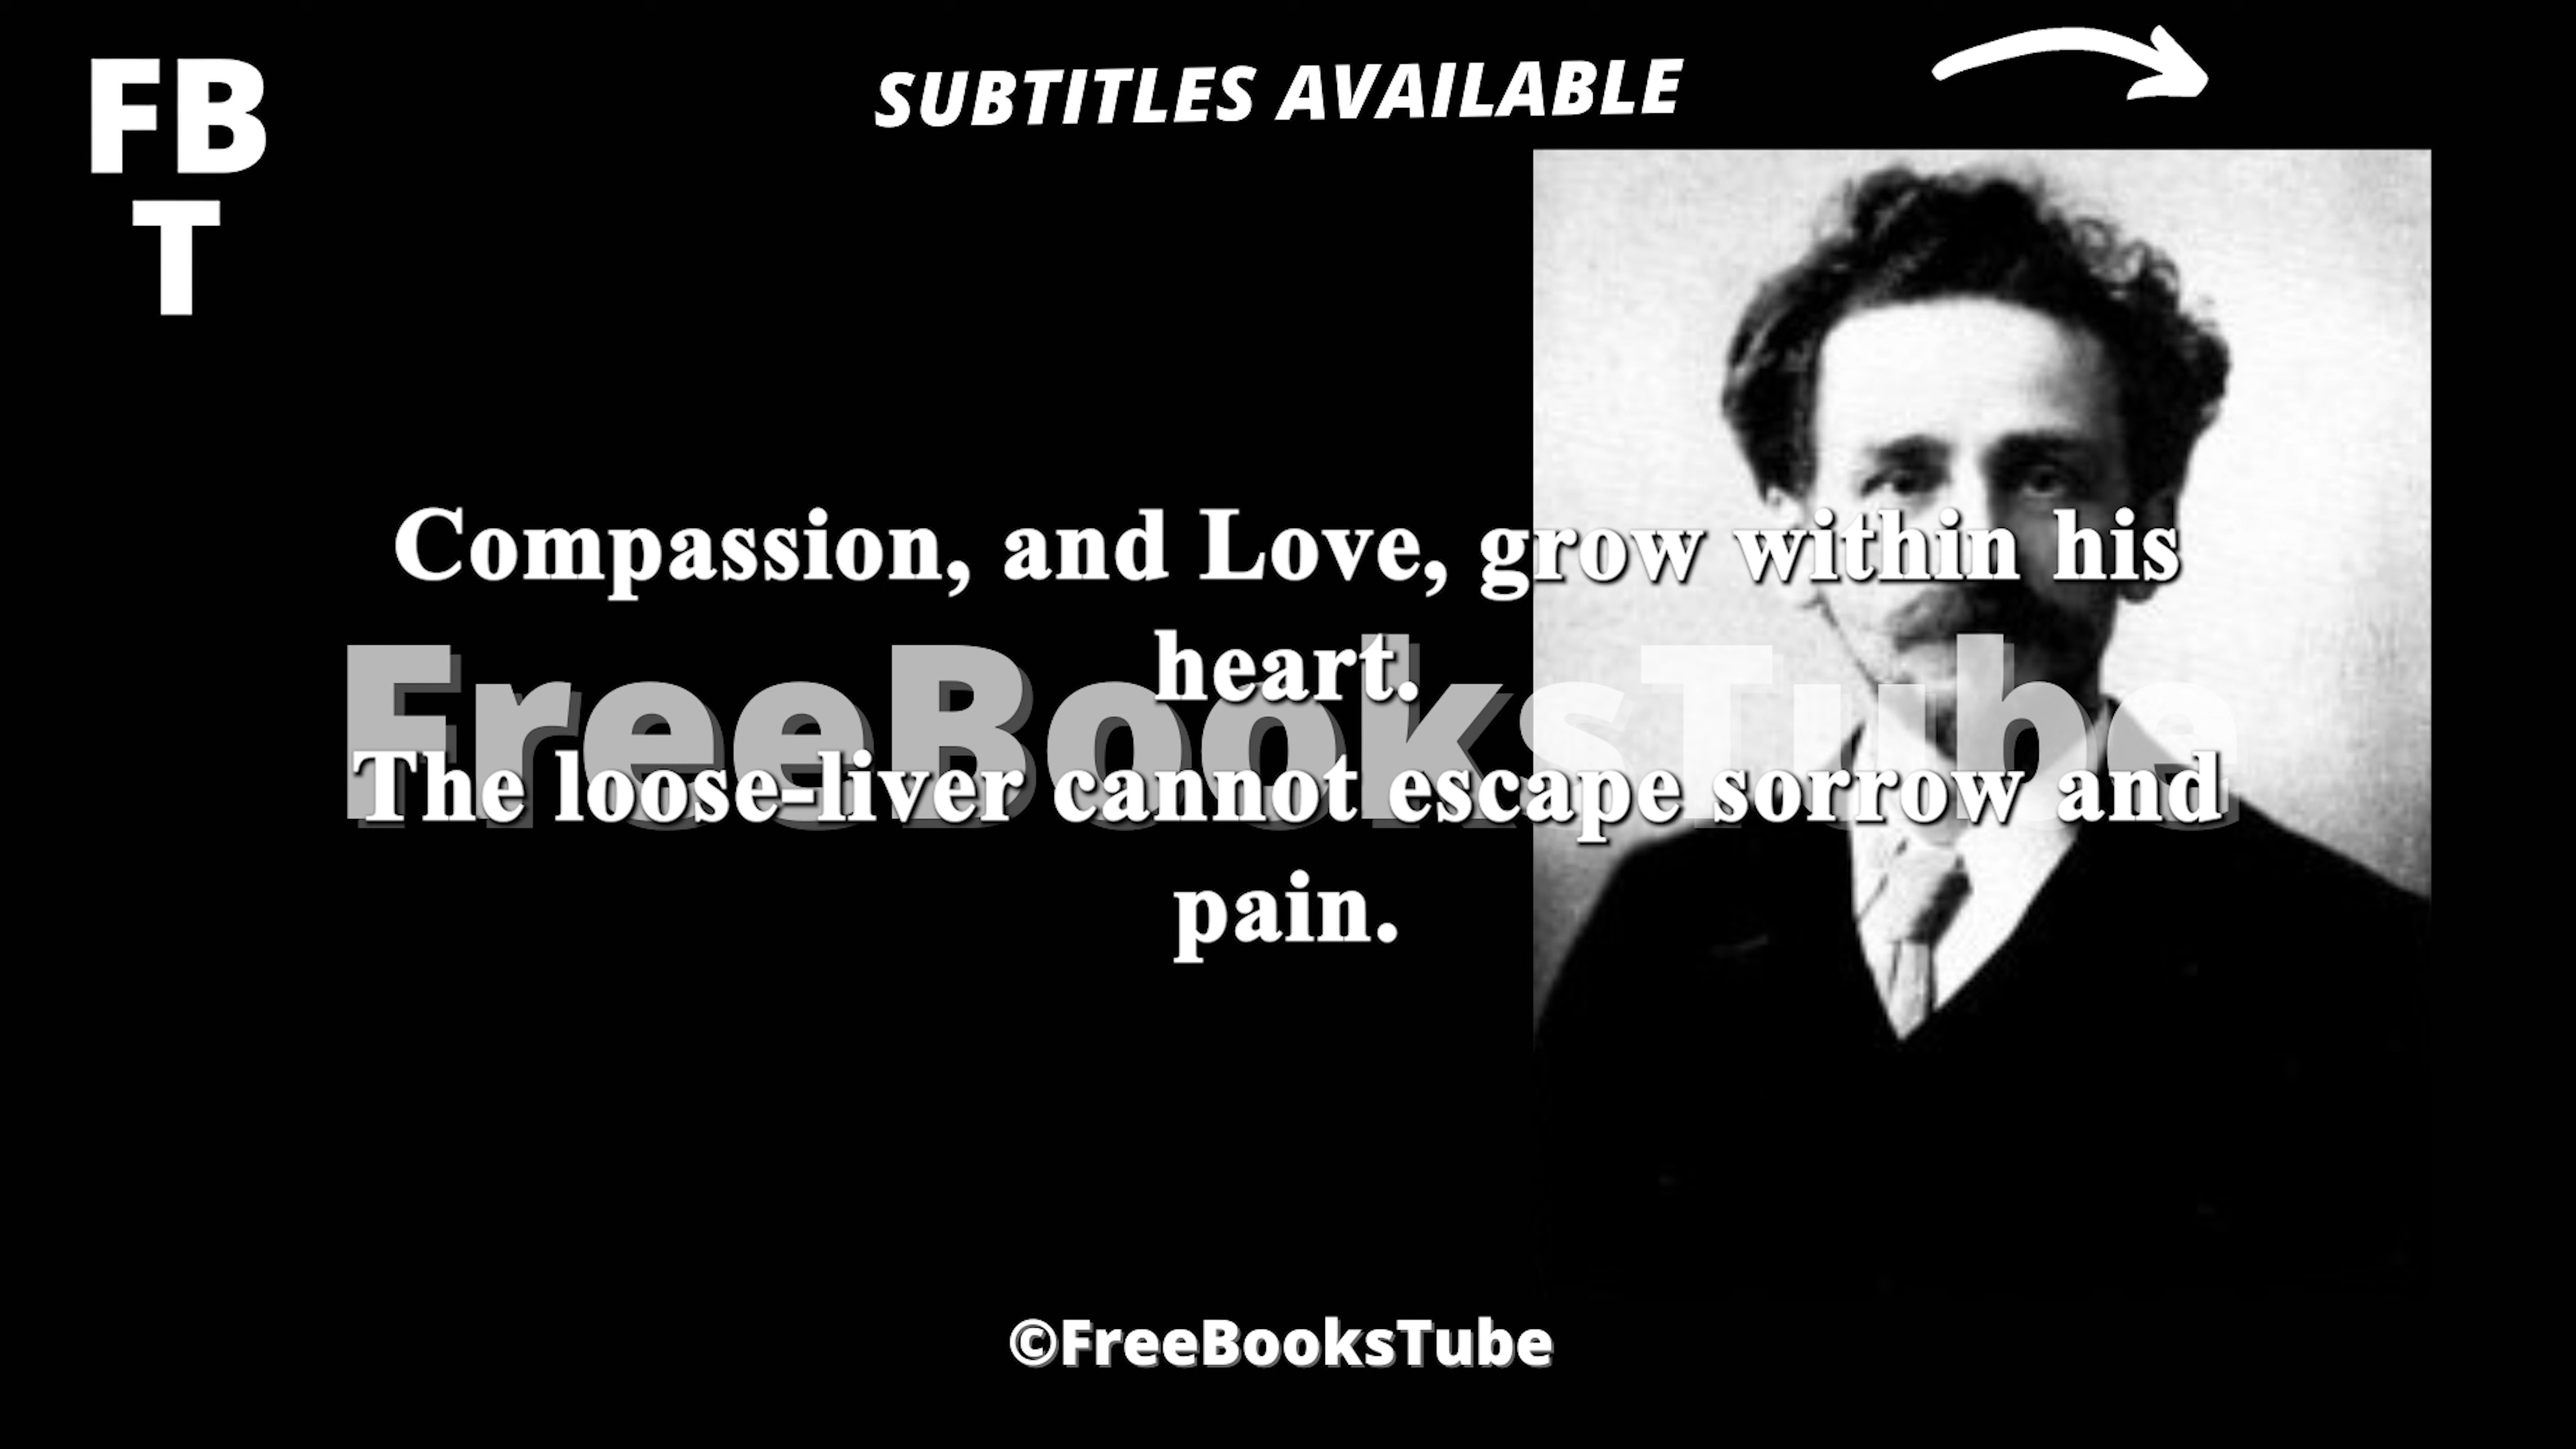 FB
T
SUBTITLES AVAILABLE
Compassion, and Love, grow within his
heart.
FreeBooksTube
The loose-liver cannot escape sorrow and
pain.
©FreeBooksTube